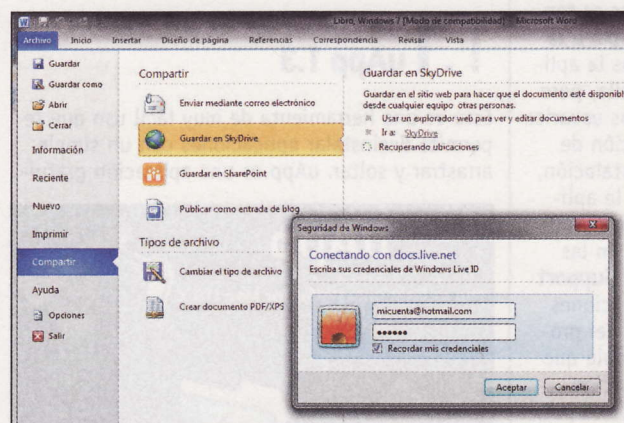 Libro, Windows 7 [Modo de compatibilidad] - Microsoft Word
Archivo Inicio Insertar Diseño de página Referencias Correspondencia Revisar Vista
Guardar
Guardar como
Abrir
Cerrar
Información
Reciente
Nuevo
Imprimir
Compartir
Ayuda
Opciones
Salir
Compartir
Enviar mediante correo electrónico
Guardar en SkyDrive
Guardar en SharePoint
Publicar como entrada de blog
Tipos de archivo
Cambiar el tipo de archivo
Crear documento PDF/XPS
Guardar en SkyDrive
Guardar en el sitio web para hacer que el documento esté disponibl
desde cualquier equipo otras personas.
Usar un explorador web para ver y editar documentos
Ir a SkyDrive
Recuperando ubicaciones
Seguridad de Windows
Conectando con docs.live.net
Escriba sus credenciales de Windows Live ID
micuenta@hotmail.com
••••••
Recordar mis credenciales
Aceptar Cancelar